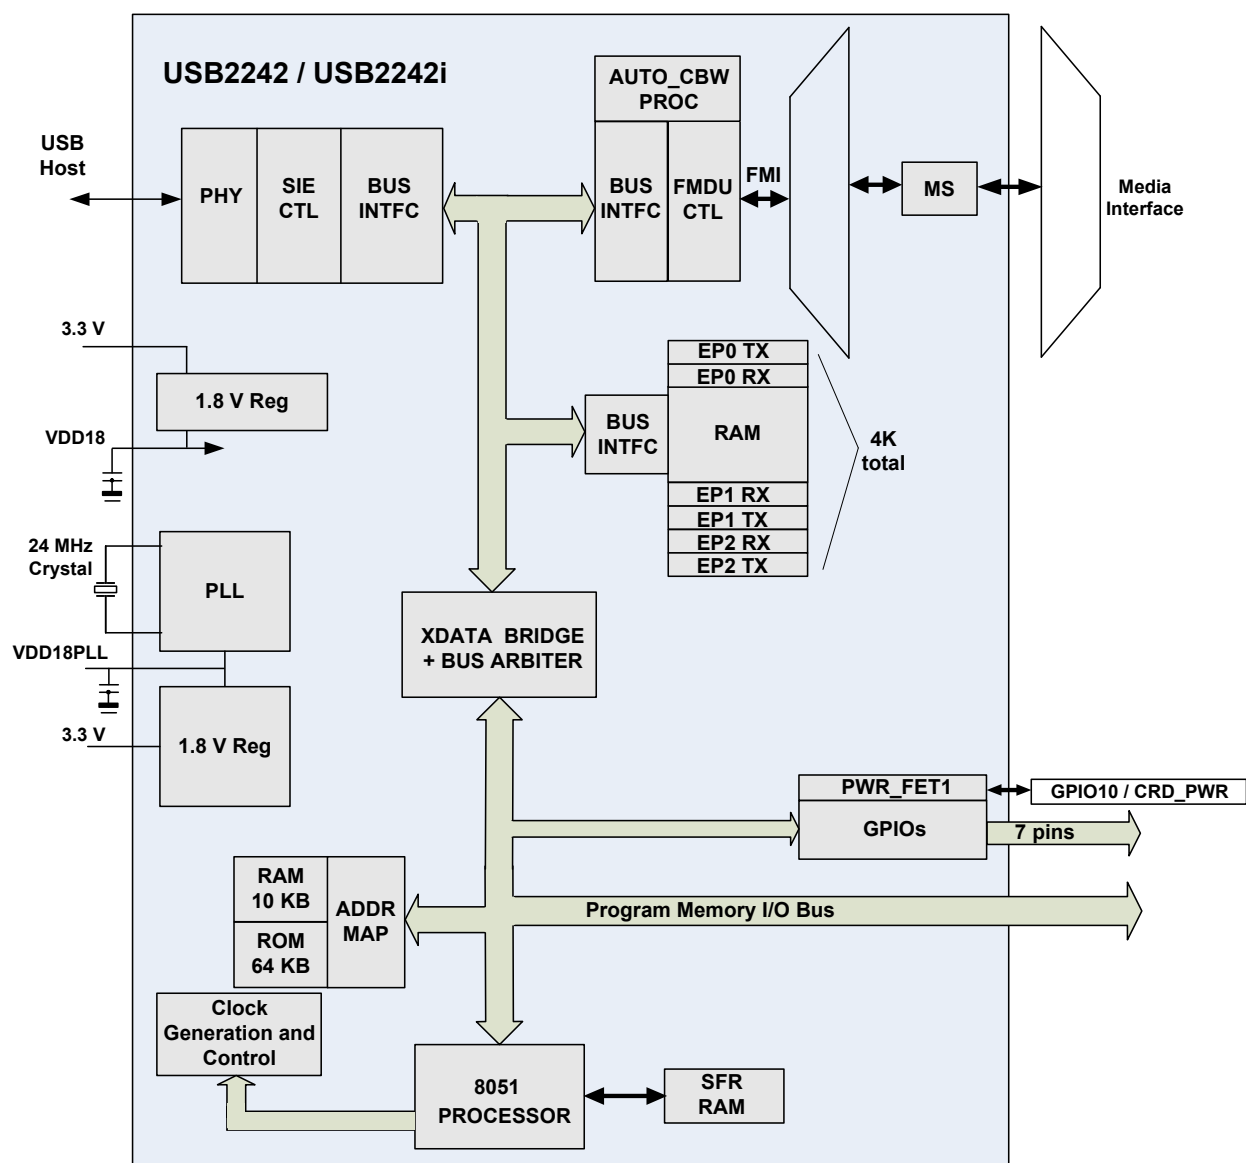 USB2242 / USB2242i
USB
Host
PHY
SIE
CTL
BUS
INTFC
AUTO_CBW
PROC
BUS
INTFC
FMDU
CTL
FMI
MS
Media
Interface
3.3 V
1.8 V Reg
VDD18
EP0 TX
EP0 RX
BUS
INTFC
RAM
EP1 RX
EP1 TX
EP2 RX
EP2 TX
4K
total
24 MHz
Crystal
PLL
VDD18PLL
3.3 V
1.8 V Reg
XDATA BRIDGE
+ BUS ARBITER
PWR_FET1
GPIOs
GPIO10 / CRD_PWR
7 pins
RAM
10 KB
ROM
64 KB
ADDR
MAP
Program Memory I/O Bus
Clock
Generation and
Control
8051
PROCESSOR
SFR
RAM